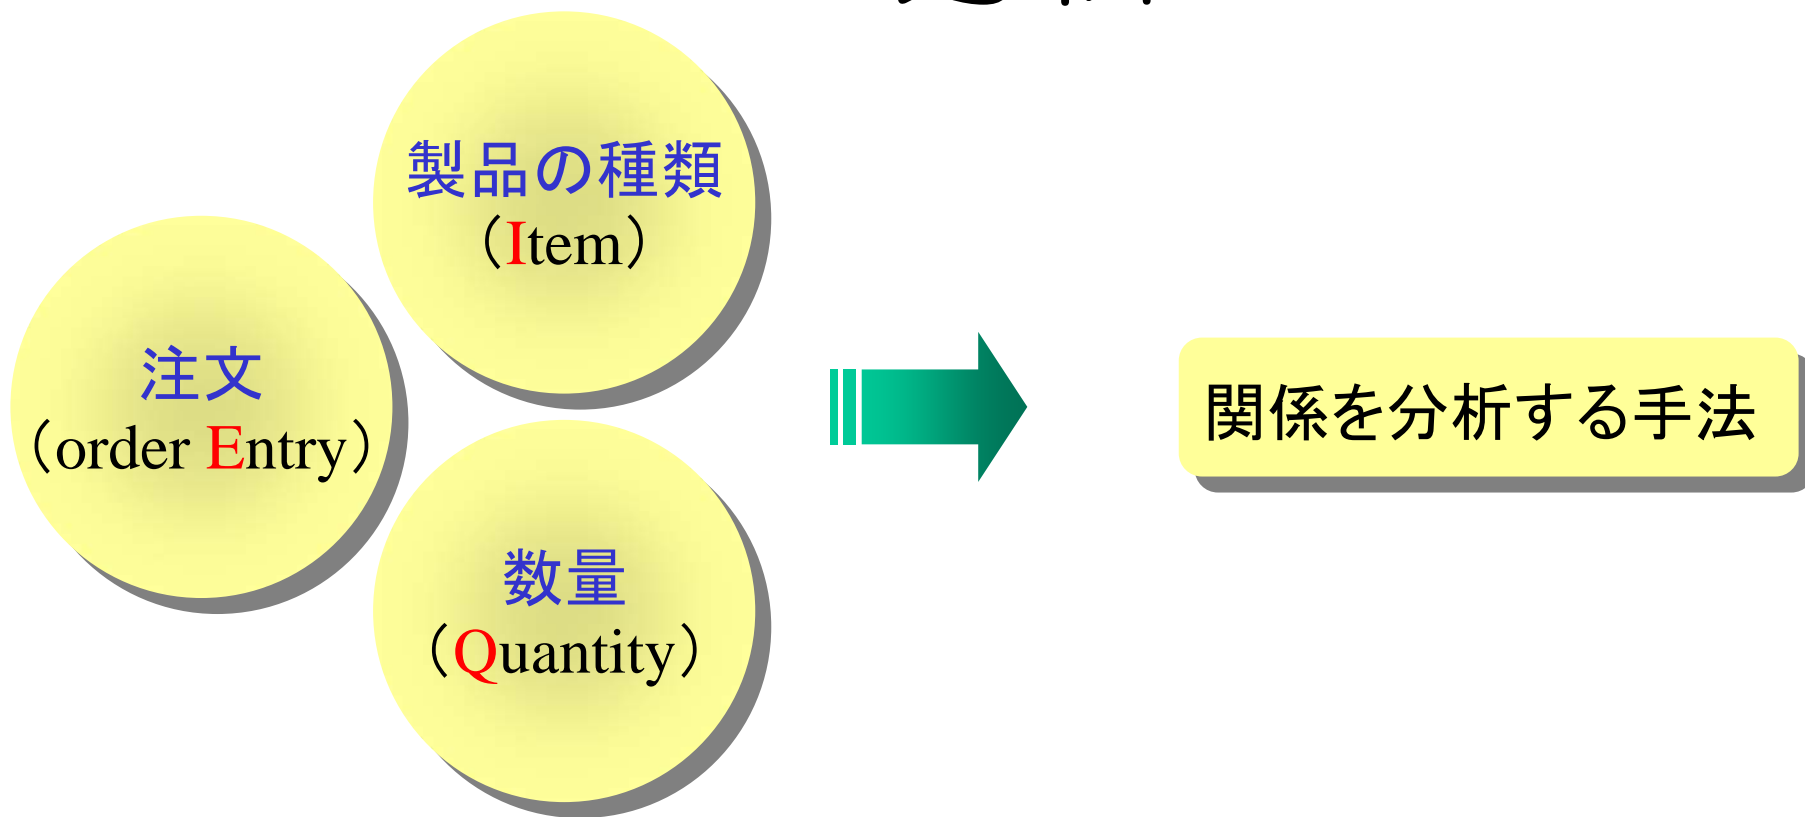 製品の種類
（Item）
注文
（order Entry）
数量
（Quantity）
関係を分析する手法